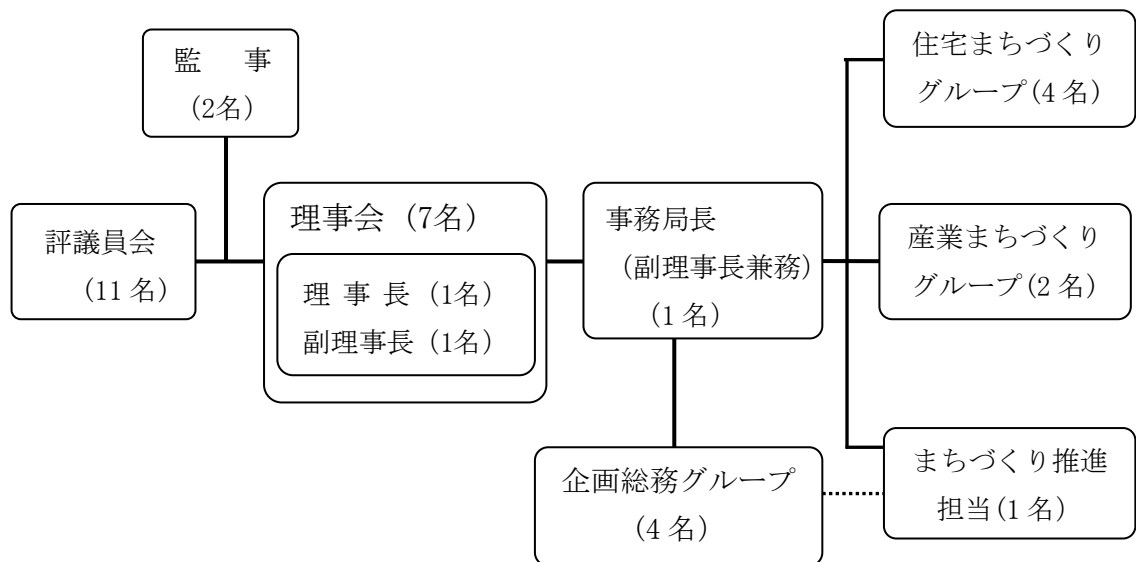 監 事
(2名)
評議員会
(11 名)
理事会 (7名)
理 事 長 (1名)
副理事長 (1名)
事務局長
(副理事長兼務)
(1 名)
企画総務グループ
(4 名)
住宅まちづくり
グループ(4 名)
産業まちづくり
グループ(2 名)
まちづくり推進
担当(1 名)